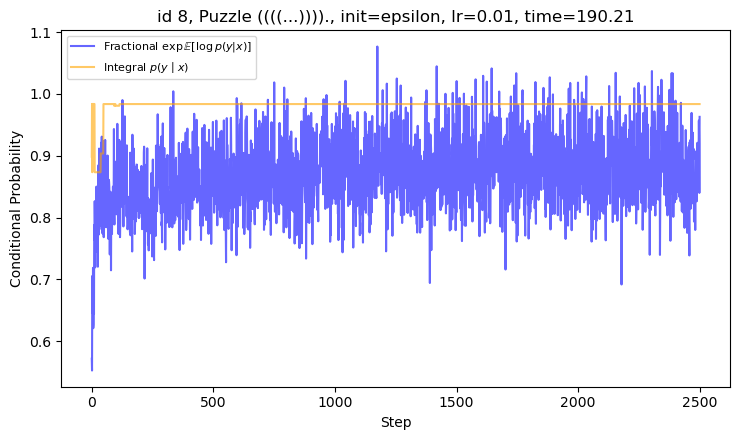 id 8, Puzzle ((((...))))., init=epsilon, lr=0.01, time=190.21
Fractional exp 𝔼[log p(y|x)]
Integral p(y | x)
Conditional Probability
1.1
1.0
0.9
0.8
0.7
0.6
0
500
1000
1500
2000
2500
Step